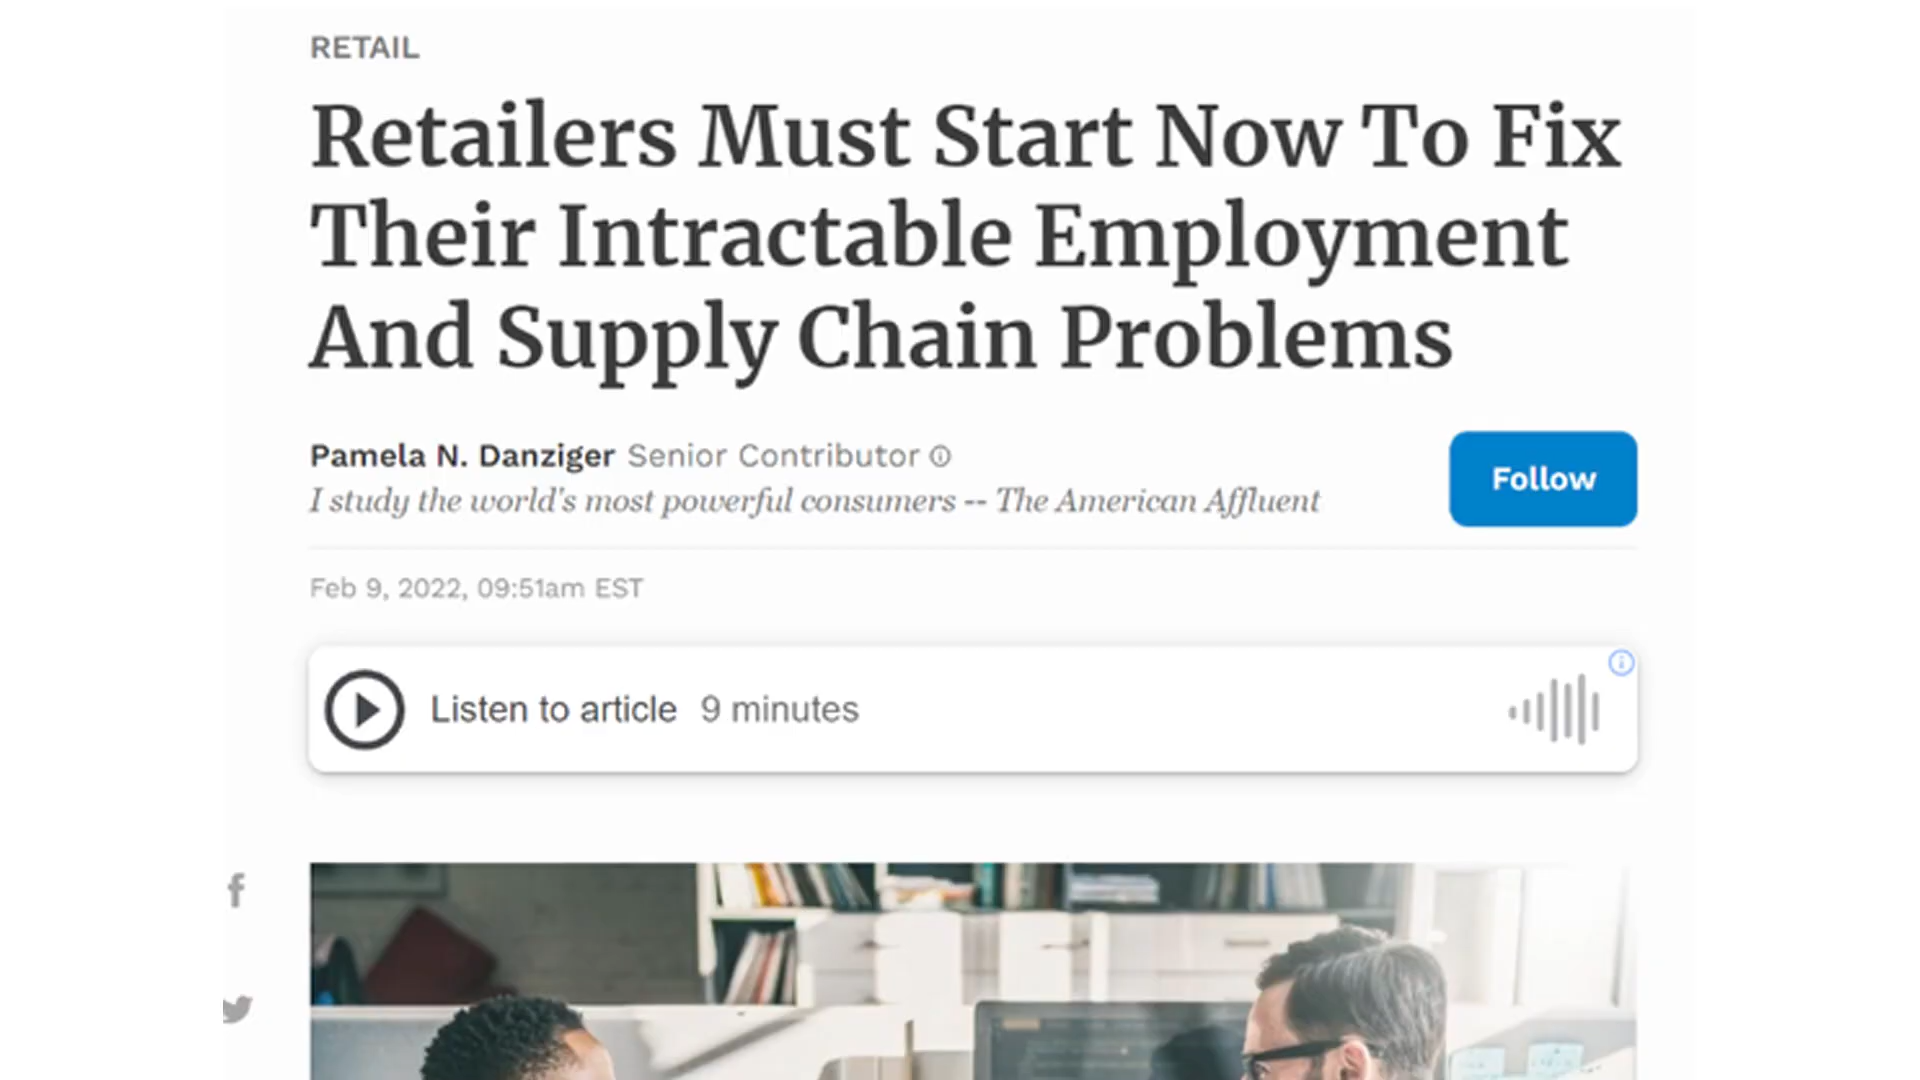 RETAIL
Retailers Must Start Now To Fix
Their Intractable Employment
And Supply Chain Problems
Pamela N. Danziger Senior Contributor
I study the world's most powerful consumers -- The American Affluent
Follow
Feb 9, 2022, 09:51am EST
Listen to article 9 minutes